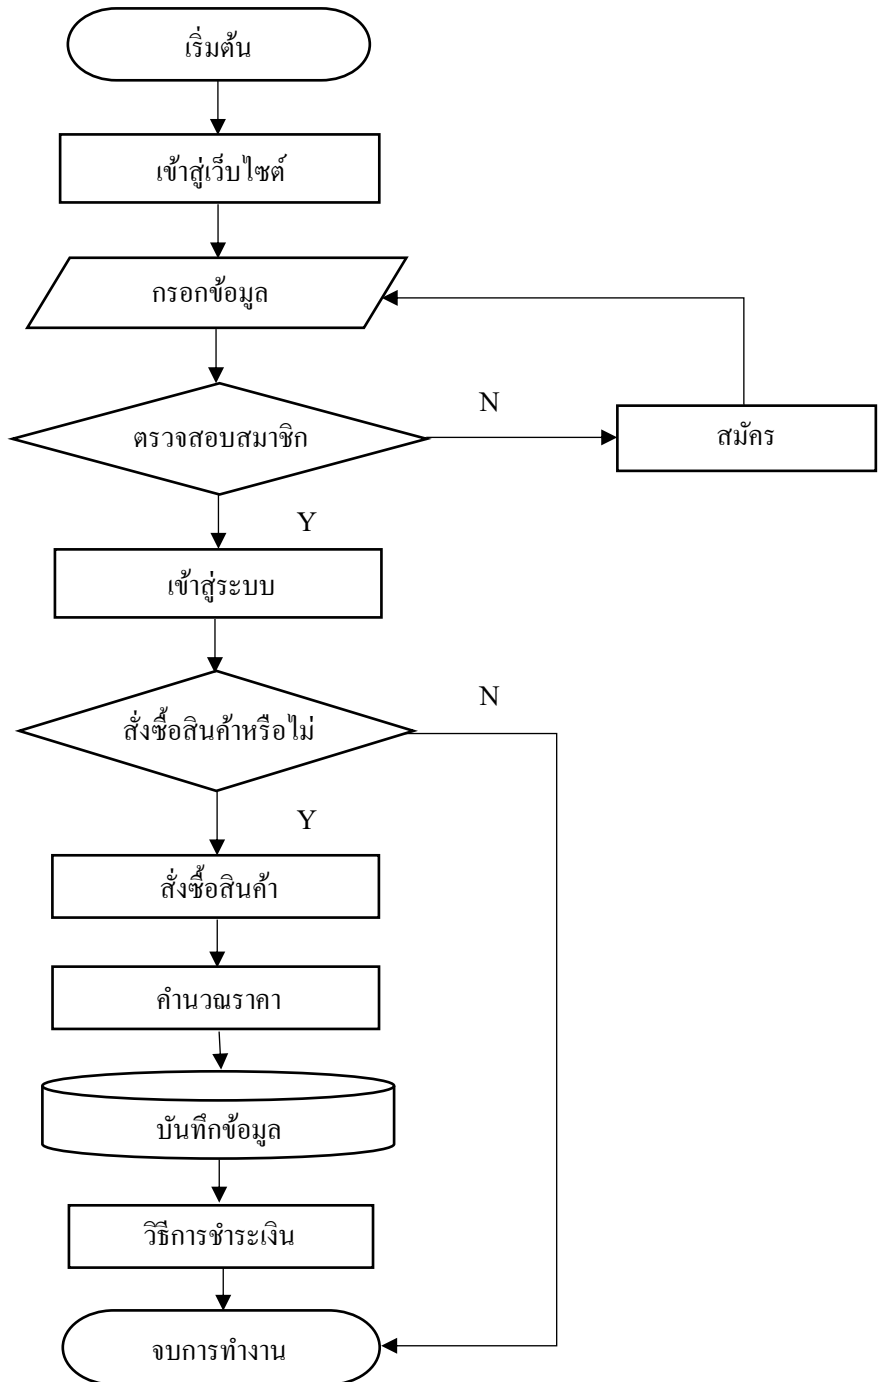 เริ่มต้น
เข้าสู่เว็บไซต์
กรอกข้อมูล
N
ตรวจสอบสมาชิก
สมัคร
Y
เข้าสู่ระบบ
N
สั่งซื้อสินค้าหรือไม่
Y
สั่งซื้อสินค้า
คำนวณราคา
บันทึกข้อมูล
วิธีการชำระเงิน
จบการทำงาน